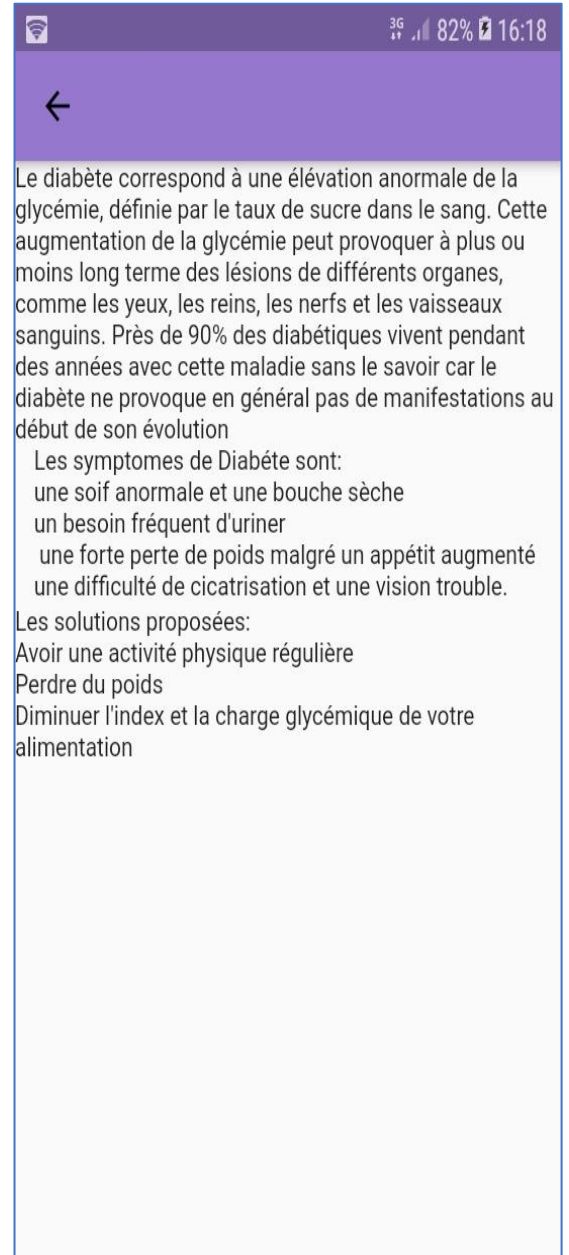 3G 82% 16:18
Le diabète correspond à une élévation anormale de la
glycémie, définie par le taux de sucre dans le sang. Cette
augmentation de la glycémie peut provoquer à plus ou
moins long terme des lésions de différents organes,
comme les yeux, les reins, les nerfs et les vaisseaux
sanguins. Près de 90% des diabétiques vivent pendant
des années avec cette maladie sans le savoir car le
diabète ne provoque en général pas de manifestations au
début de son évolution
Les symptomes de Diabéte sont:
une soif anormale et une bouche sèche
un besoin fréquent d'uriner
une forte perte de poids malgré un appétit augmenté
une difficulté de cicatrisation et une vision trouble.
Les solutions proposées:
Avoir une activité physique régulière
Perdre du poids
Diminuer l'index et la charge glycémique de votre
alimentation